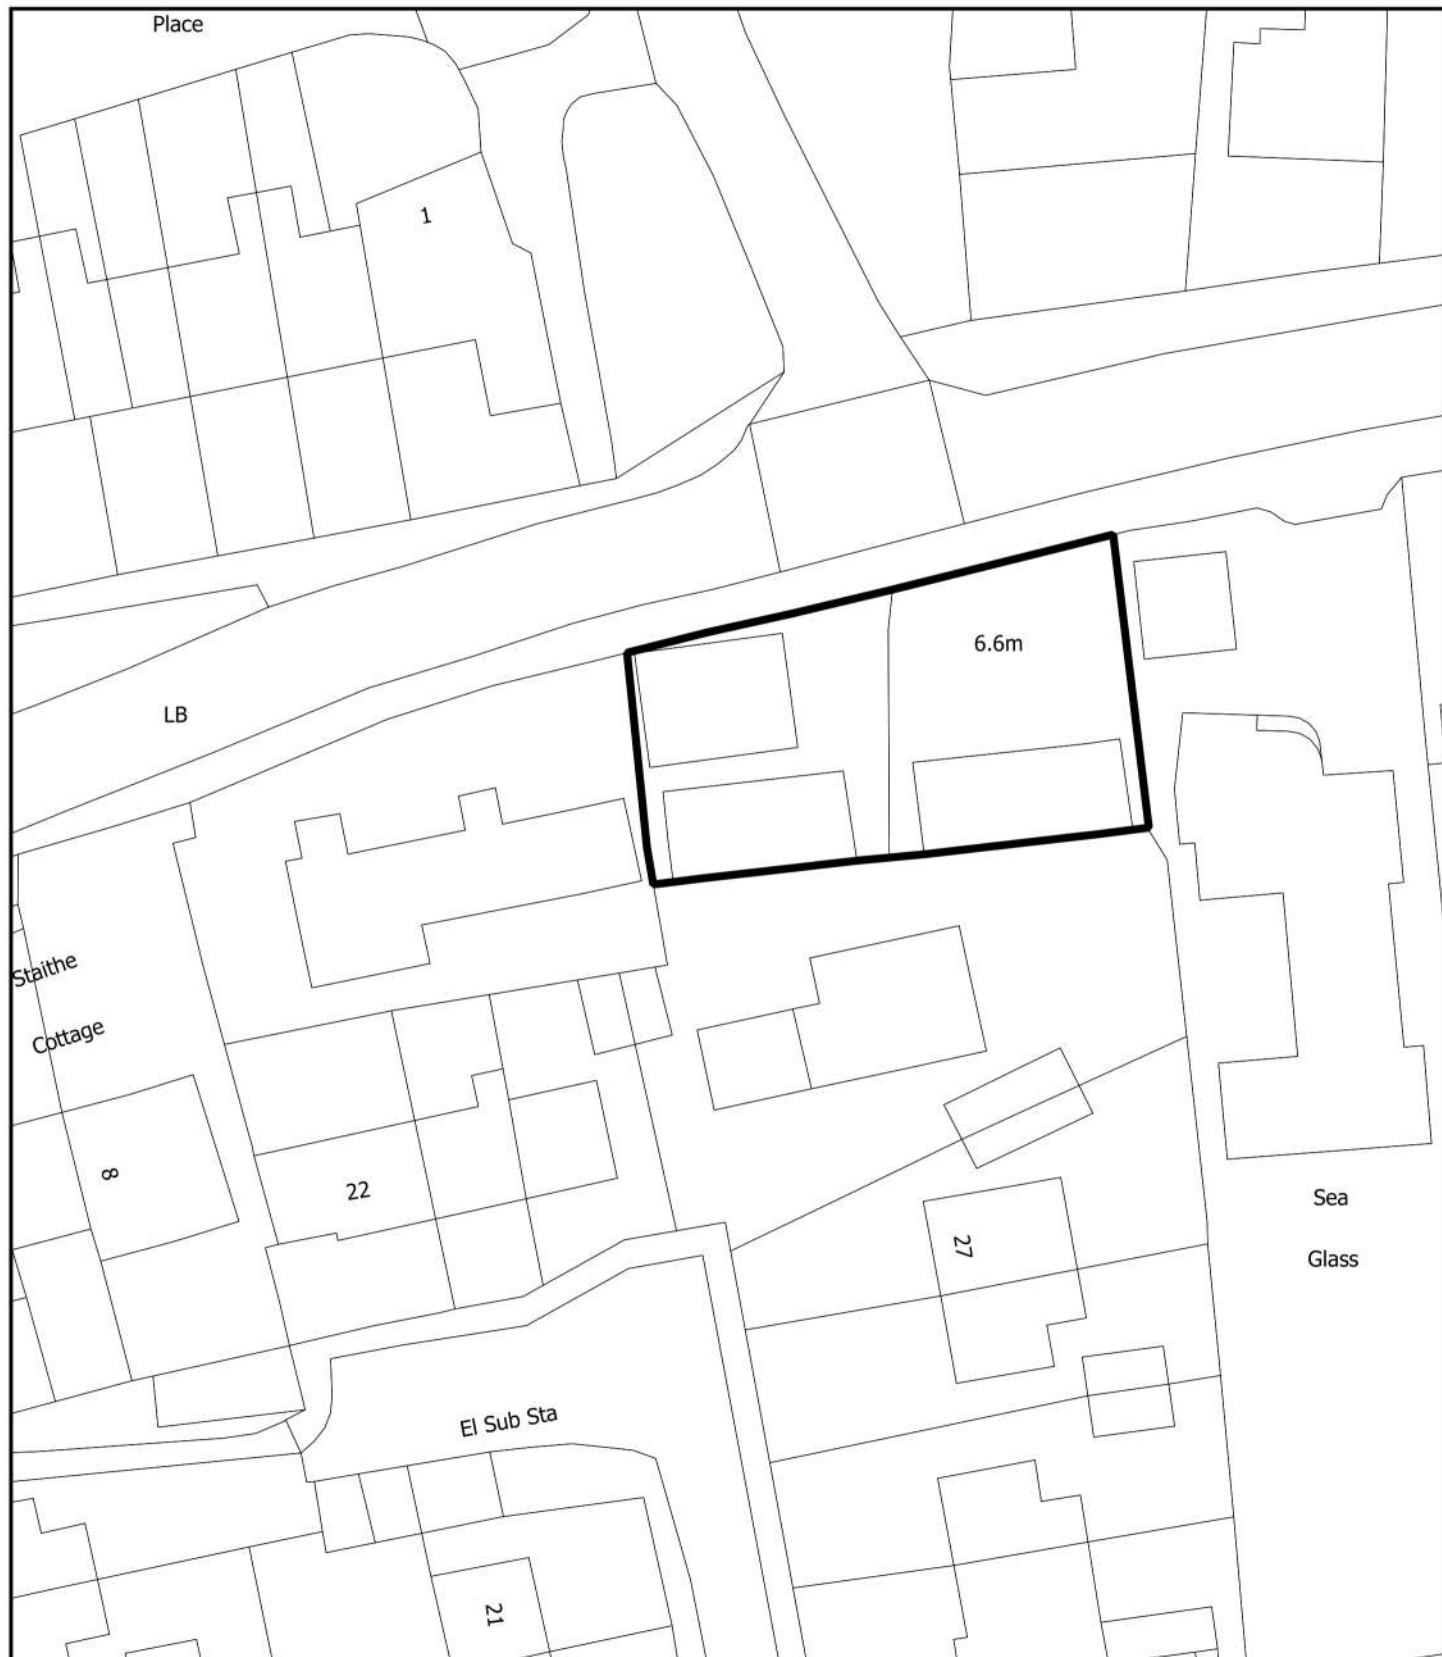 Place
1
6.6m
LB
Staithe
Cottage
8
22
27
Sea
Glass
El Sub Sta
21